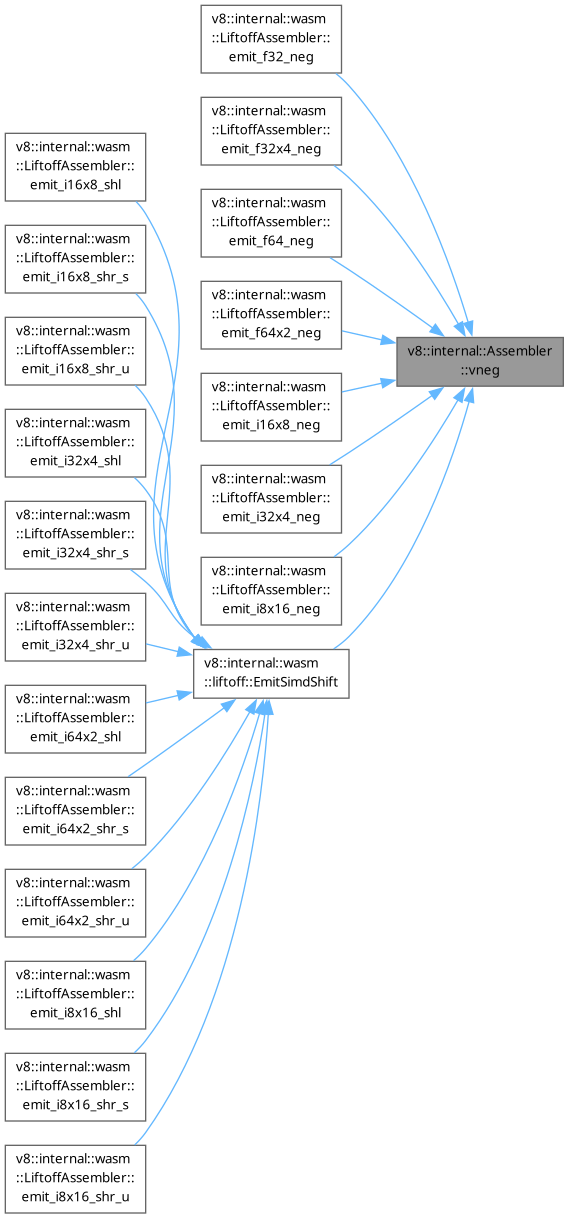 v8::internal::wasm
::LiftoffAssembler::
emit_f32_neg
v8::internal::wasm
::LiftoffAssembler::
emit_f32x4_neg
v8::internal::wasm
::LiftoffAssembler::
emit_f64_neg
v8::internal::wasm
::LiftoffAssembler::
emit_f64x2_neg
v8::internal::wasm
::LiftoffAssembler::
emit_i16x8_neg
v8::internal::wasm
::LiftoffAssembler::
emit_i32x4_neg
v8::internal::wasm
::LiftoffAssembler::
emit_i8x16_neg
v8::internal::wasm
::liftoff::EmitSimdShift
v8::internal::Assembler
::vneg
v8::internal::wasm
::LiftoffAssembler::
emit_i16x8_shl
v8::internal::wasm
::LiftoffAssembler::
emit_i16x8_shr_s
v8::internal::wasm
::LiftoffAssembler::
emit_i16x8_shr_u
v8::internal::wasm
::LiftoffAssembler::
emit_i32x4_shl
v8::internal::wasm
::LiftoffAssembler::
emit_i32x4_shr_s
v8::internal::wasm
::LiftoffAssembler::
emit_i32x4_shr_u
v8::internal::wasm
::LiftoffAssembler::
emit_i64x2_shl
v8::internal::wasm
::LiftoffAssembler::
emit_i64x2_shr_s
v8::internal::wasm
::LiftoffAssembler::
emit_i64x2_shr_u
v8::internal::wasm
::LiftoffAssembler::
emit_i8x16_shl
v8::internal::wasm
::LiftoffAssembler::
emit_i8x16_shr_s
v8::internal::wasm
::LiftoffAssembler::
emit_i8x16_shr_u